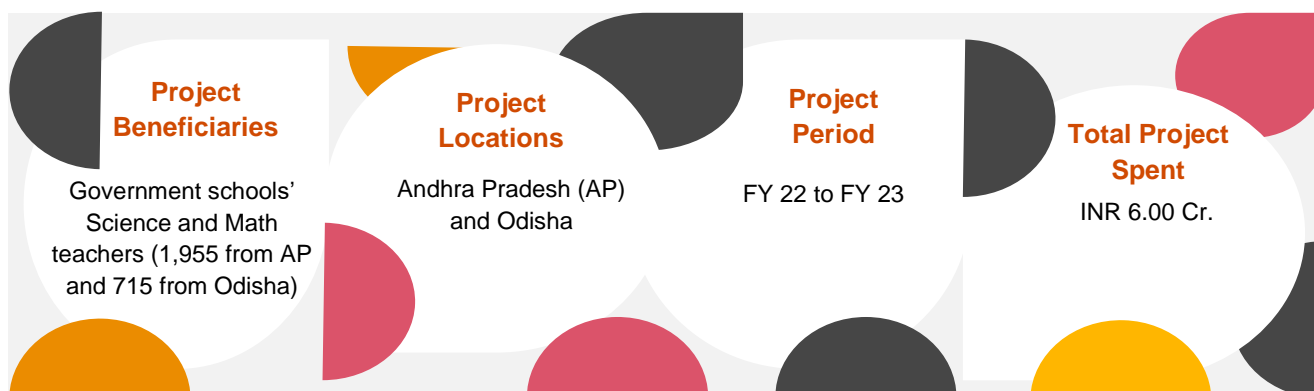 Project
Beneficiaries
Government schools’
Science and Math
teachers (1,955 from AP
and 715 from Odisha)
Project
Locations
Andhra Pradesh (AP)
and Odisha
Project
Period
FY 22 to FY 23
Total Project
Spent
INR 6.00 Cr.